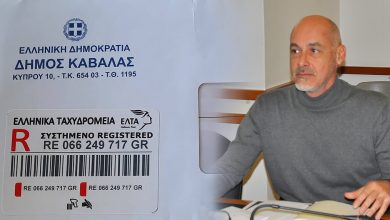 ΕΛΛΗΝΙΚΗ ΔΗΜΟΚΡΑΤΙΑ
ΔΗΜΟΣ ΚΑΒΑΛΑΣ
ΚΥΠΡΟΥ 10, - Τ.Κ. 654 03 - Τ.Θ. 1195
ΕΛΛΗΝΙΚΑ ΤΑΧΥΔΡΟΜΕΙΑ ΕΛΤΑ
R ΣΥΣΤΗΜΕΝΟ REGISTERED
RE 066 249 717 GR
RE 066 249 717 GR RE 066 249 717 GR